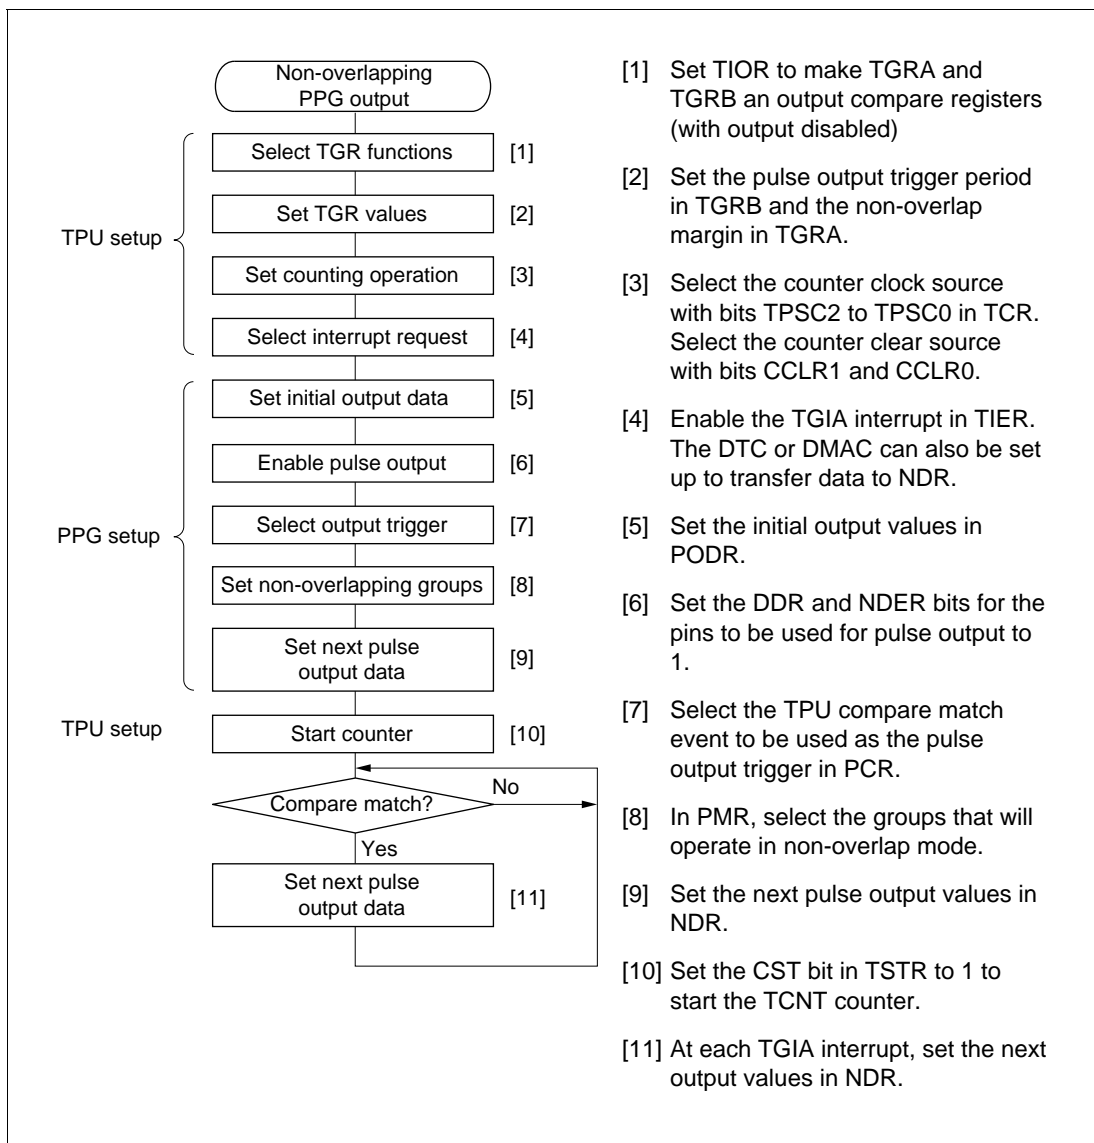 Non-overlapping
PPG output
TPU setup
Select TGR functions [1]
Set TGR values [2]
Set counting operation [3]
Select interrupt request [4]
PPG setup
Set initial output data [5]
Enable pulse output [6]
Select output trigger [7]
Set non-overlapping groups [8]
Set next pulse
output data [9]
TPU setup
Start counter [10]
Compare match?
No
Yes
Set next pulse
output data [11]
[1] Set TIOR to make TGRA and
TGRB an output compare registers
(with output disabled)
[2] Set the pulse output trigger period
in TGRB and the non-overlap
margin in TGRA.
[3] Select the counter clock source
with bits TPSC2 to TPSC0 in TCR.
Select the counter clear source
with bits CCLR1 and CCLR0.
[4] Enable the TGIA interrupt in TIER.
The DTC or DMAC can also be set
up to transfer data to NDR.
[5] Set the initial output values in
PODR.
[6] Set the DDR and NDER bits for the
pins to be used for pulse output to
1.
[7] Select the TPU compare match
event to be used as the pulse
output trigger in PCR.
[8] In PMR, select the groups that will
operate in non-overlap mode.
[9] Set the next pulse output values in
NDR.
[10] Set the CST bit in TSTR to 1 to
start the TCNT counter.
[11] At each TGIA interrupt, set the next
output values in NDR.